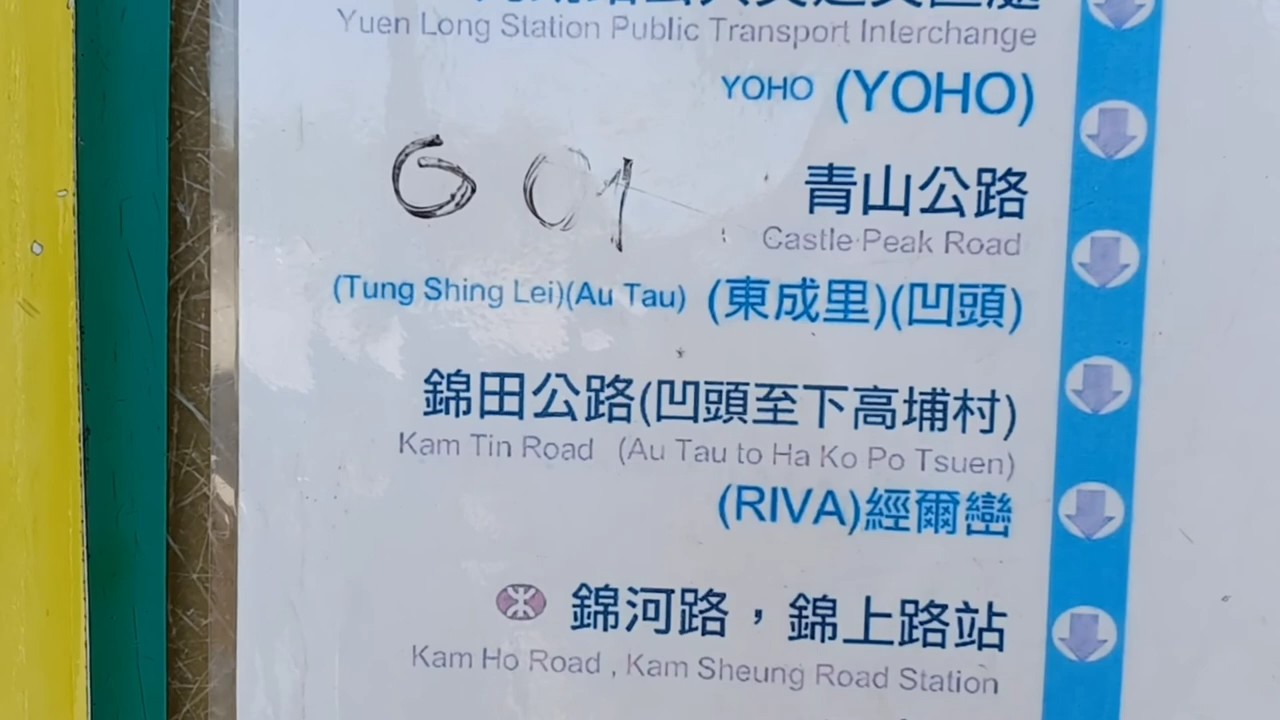 Yuen Long Station Public Transport Interchange
YOHO (YOHO)
青山公路
Castle Peak Road
(Tung Shing Lei)(Au Tau) (東成里)(凹頭)
錦田公路(凹頭至下高埔村)
Kam Tin Road (Au Tau to Ha Ko Po Tsuen)
(RIVA)經爾巒
錦河路，錦上路站
Kam Ho Road , Kam Sheung Road Station